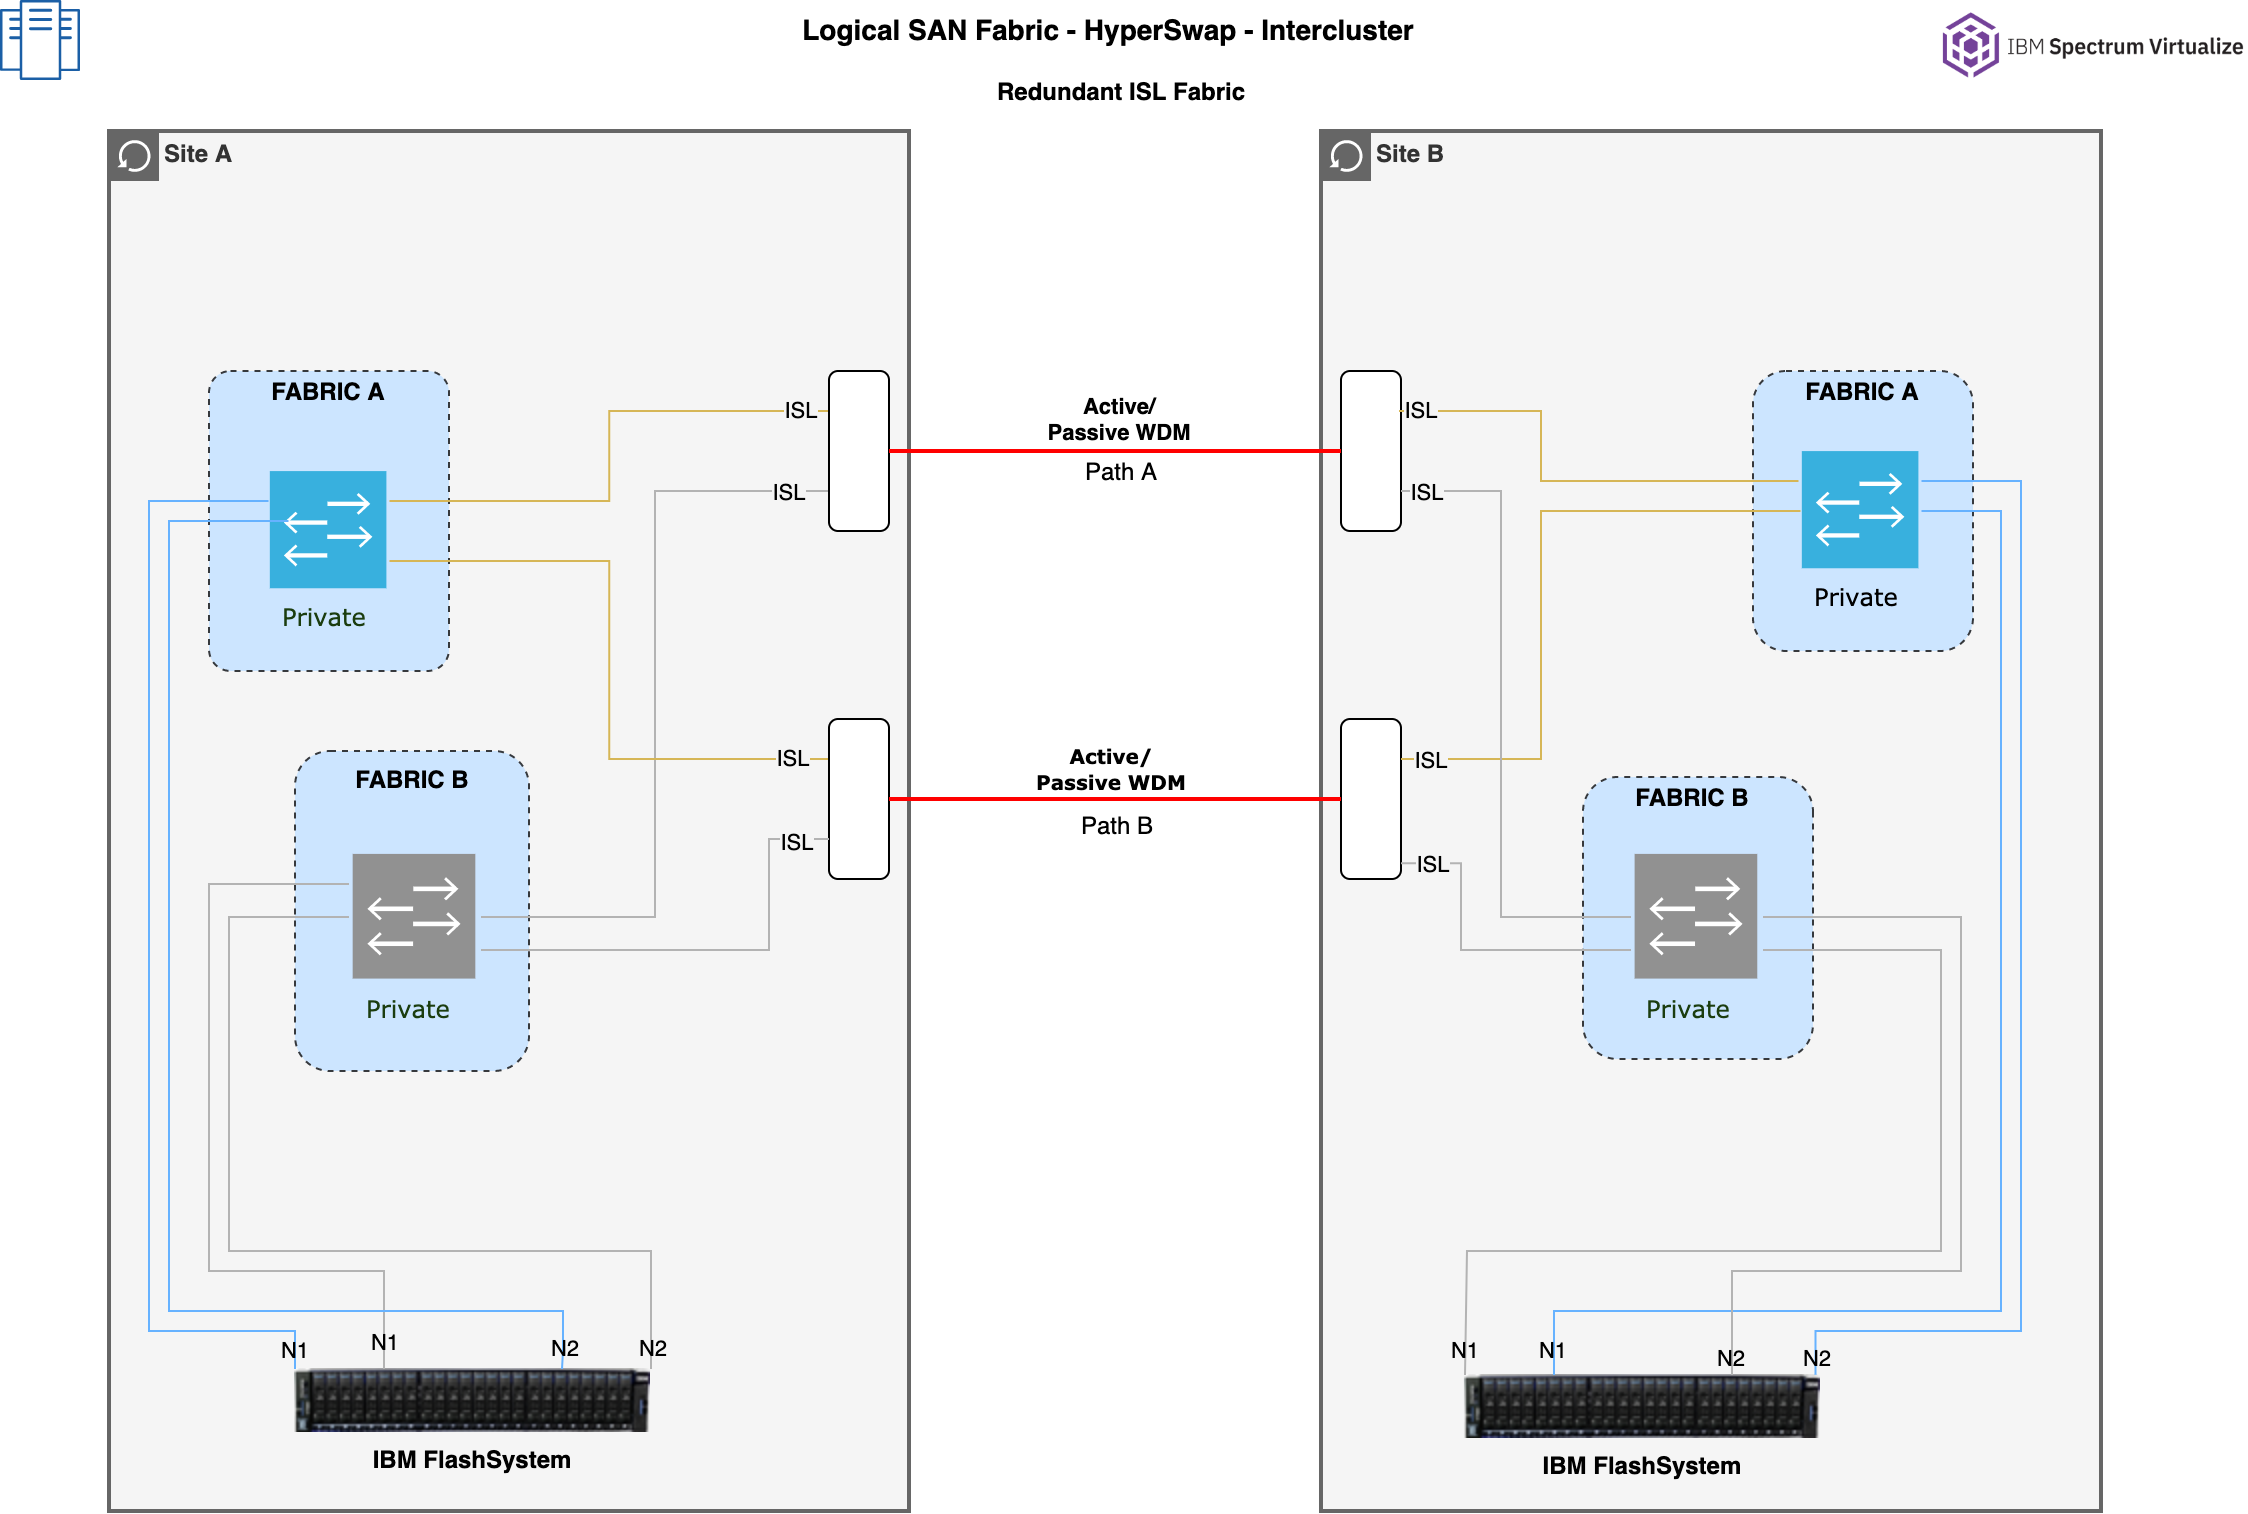 Logical SAN Fabric - HyperSwap - Intercluster
IBM Spectrum Virtualize
Redundant ISL Fabric
Site A
FABRIC A
Private
ISL
ISL
FABRIC B
Private
ISL
ISL
N1
N1
N2
N2
IBM FlashSystem
Active/
Passive WDM
Path A
Active/
Passive WDM
Path B
Site B
ISL
ISL
FABRIC A
Private
ISL
ISL
FABRIC B
Private
N1
N1
N2
N2
IBM FlashSystem